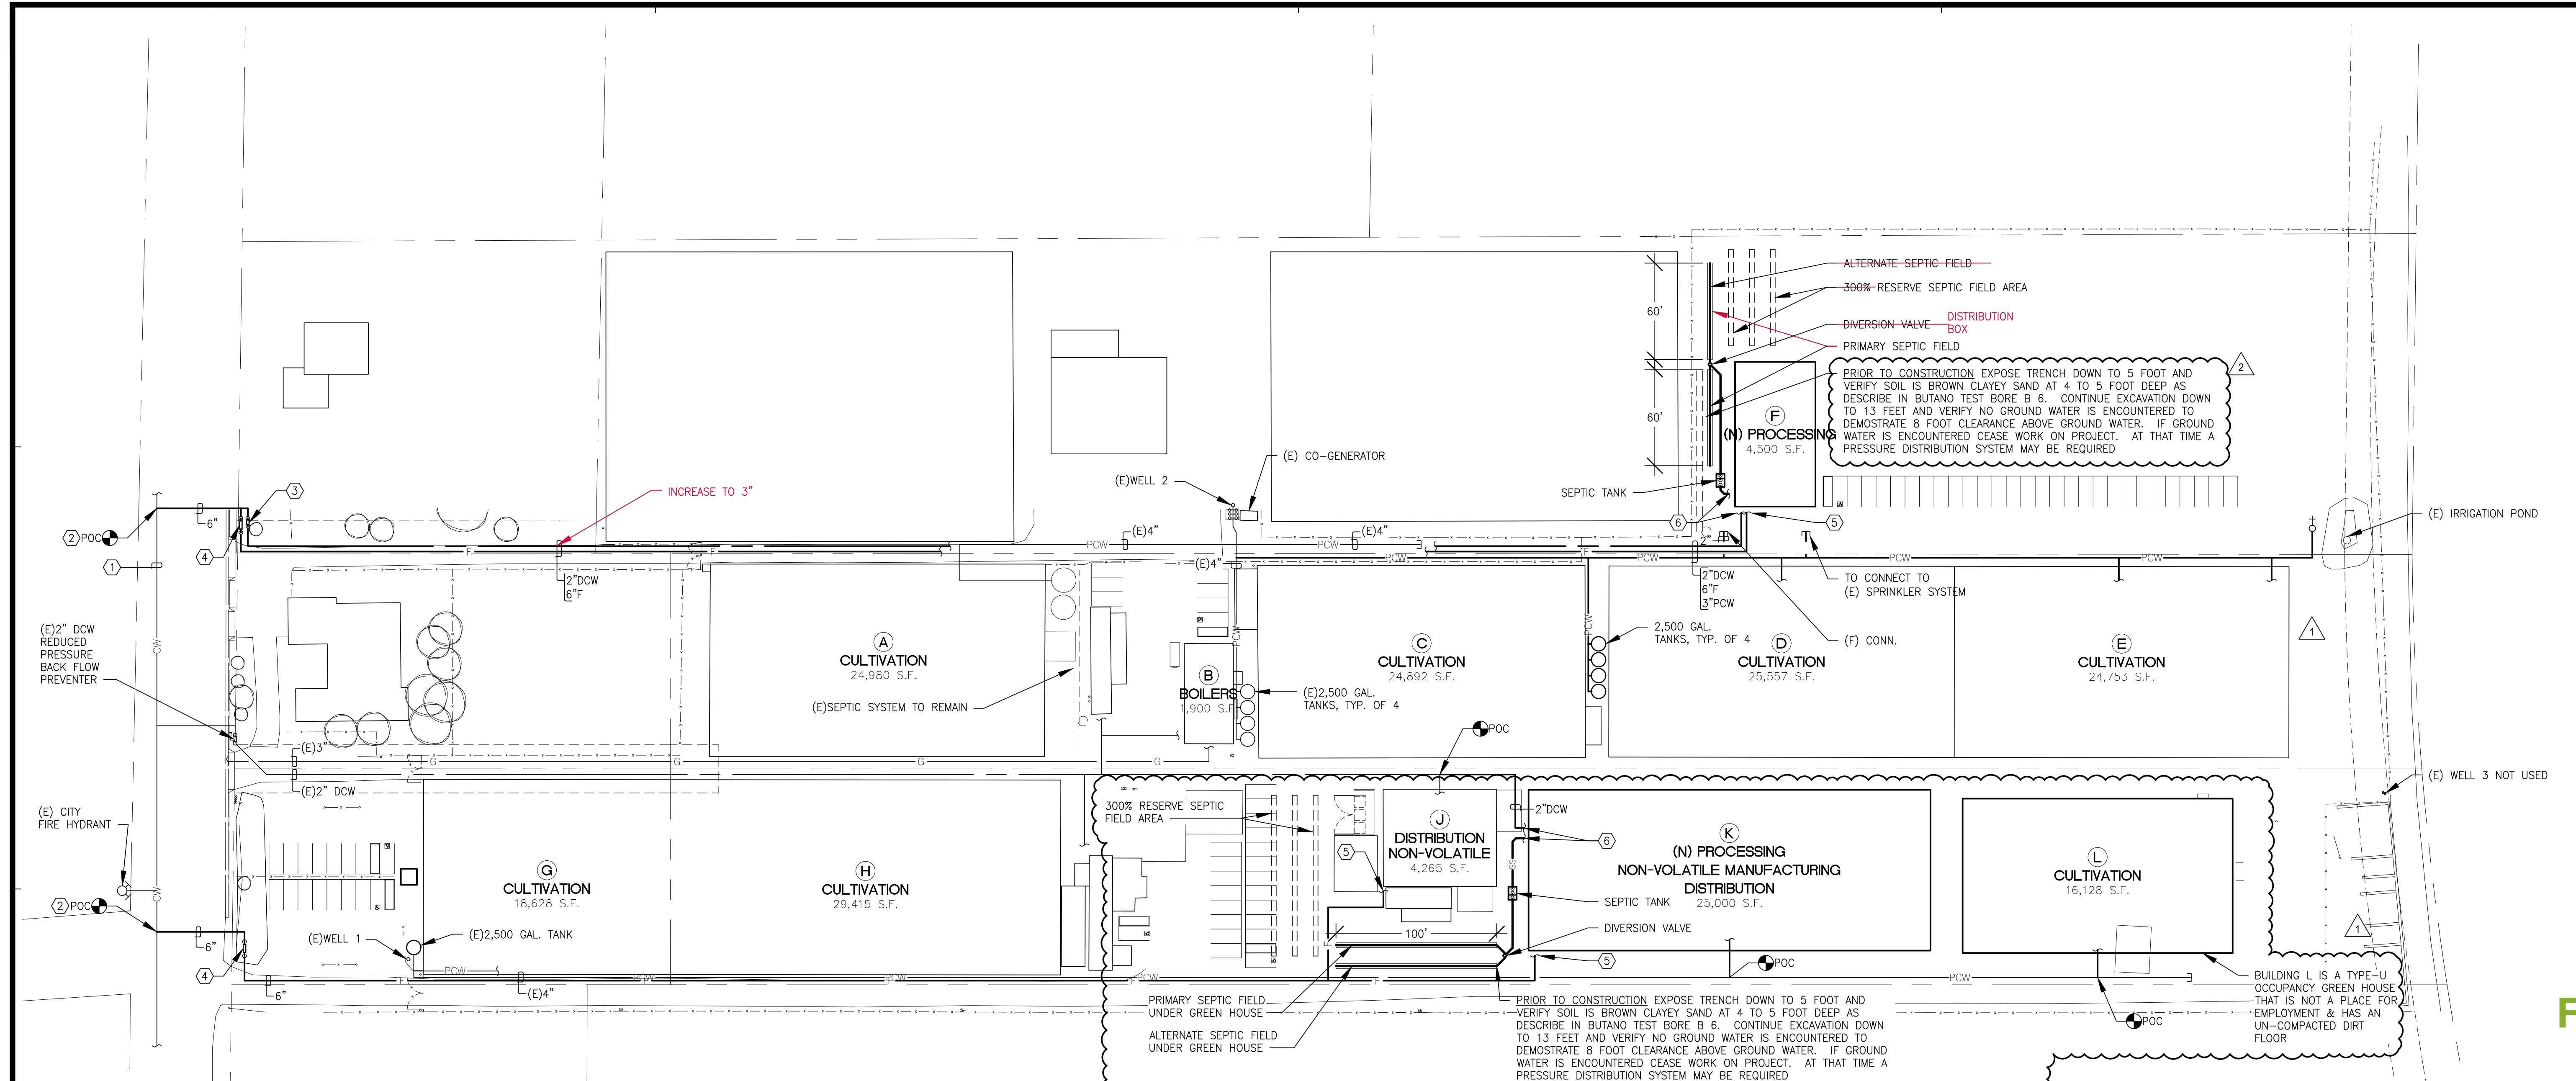 ALTERNATE SEPTIC FIELD
300% RESERVE SEPTIC FIELD AREA
DIVERSION VALVE
DISTRIBUTION
BOX
PRIMARY SEPTIC FIELD
60'
60'
PRIOR TO CONSTRUCTION EXPOSE TRENCH DOWN TO 5 FOOT AND
VERIFY SOIL IS BROWN CLAYEY SAND AT 4 TO 5 FOOT DEEP AS
DESCRIBE IN BUTANO TEST BORE B 6. CONTINUE EXCAVATION DOWN
TO 13 FEET AND VERIFY NO GROUND WATER IS ENCOUNTERED TO
DEMOSTRATE 8 FOOT CLEARANCE ABOVE GROUND WATER. IF GROUND
WATER IS ENCOUNTERED CEASE WORK ON PROJECT. AT THAT TIME A
PRESSURE DISTRIBUTION SYSTEM MAY BE REQUIRED
2
F
(N) PROCESSING
4,500 S.F.
SEPTIC TANK
6
5
(E) CO-GENERATOR
(E)WELL 2
INCREASE TO 3"
3
6"
2 POC
4
1
F
F
2"DCW
6"F
PCW
(E)4"
PCW
(E)4"
(E)4"
PCW
F
PCW
2"
PCW
PCW
2"DCW
6"F
3"PCW
TO CONNECT TO
(E) SPRINKLER SYSTEM
(F) CONN.
(E) IRRIGATION POND
CW
(E)2" DCW
REDUCED
PRESSURE
BACK FLOW
PREVENTER
A
CULTIVATION
24,980 S.F.
(E)SEPTIC SYSTEM TO REMAIN
B
BOILERS
1,900 S.F
PCW
(E)2,500 GAL.
TANKS, TYP. OF 4
C
CULTIVATION
24,892 S.F.
PCW
2,500 GAL.
TANKS, TYP. OF 4
D
CULTIVATION
25,557 S.F.
E
CULTIVATION
24,753 S.F.
1
(E)3"
G
G
G
G
G
(E)2" DCW
POC
(E) WELL 3 NOT USED
(E) CITY
FIRE HYDRANT
CW
2 POC
6"
4
6"
(E)WELL 1
(E)2,500 GAL. TANK
G
CULTIVATION
18,628 S.F.
H
CULTIVATION
29,415 S.F.
F
PCW
(E)4"
F
PCW
F
PCW
F
300% RESERVE SEPTIC
FIELD AREA
5
J
DISTRIBUTION
NON-VOLATILE
4,265 S.F.
2"DCW
6
SS
SEPTIC TANK
DIVERSION VALVE
100'
F
5
K
(N) PROCESSING
NON-VOLATILE MANUFACTURING
DISTRIBUTION
25,000 S.F.
POC
L
CULTIVATION
16,128 S.F.
1
PCW
POC
PRIMARY SEPTIC FIELD
UNDER GREEN HOUSE
ALTERNATE SEPTIC FIELD
UNDER GREEN HOUSE
PRIOR TO CONSTRUCTION EXPOSE TRENCH DOWN TO 5 FOOT AND
VERIFY SOIL IS BROWN CLAYEY SAND AT 4 TO 5 FOOT DEEP AS
DESCRIBE IN BUTANO TEST BORE B 6. CONTINUE EXCAVATION DOWN
TO 13 FEET AND VERIFY NO GROUND WATER IS ENCOUNTERED TO
DEMOSTRATE 8 FOOT CLEARANCE ABOVE GROUND WATER. IF GROUND
WATER IS ENCOUNTERED CEASE WORK ON PROJECT. AT THAT TIME A
PRESSURE DISTRIBUTION SYSTEM MAY BE REQUIRED
BUILDING L IS A TYPE-U
OCCUPANCY GREEN HOUSE
THAT IS NOT A PLACE FOR
EMPLOYMENT & HAS AN
UN-COMPACTED DIRT
FLOOR
F